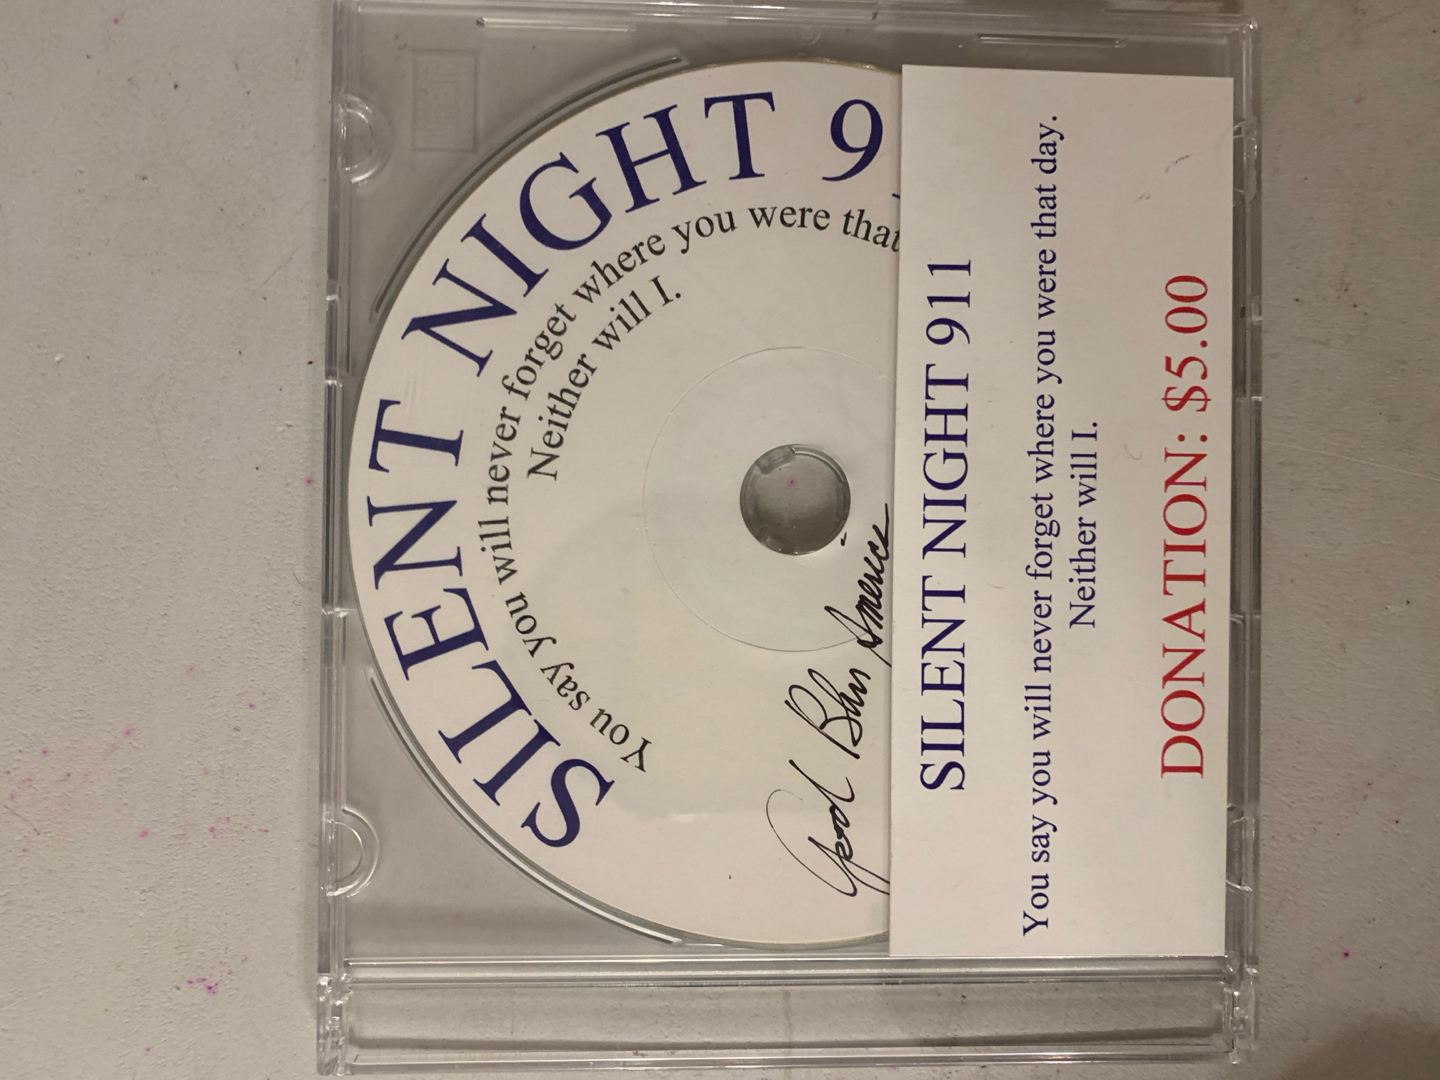 SILENT NIGHT 9
You say you will never forget where you were that
Neither will I.
God Bless America
SILENT NIGHT 911
You say you will never forget where you were that day.
Neither will I.
DONATION: $5.00